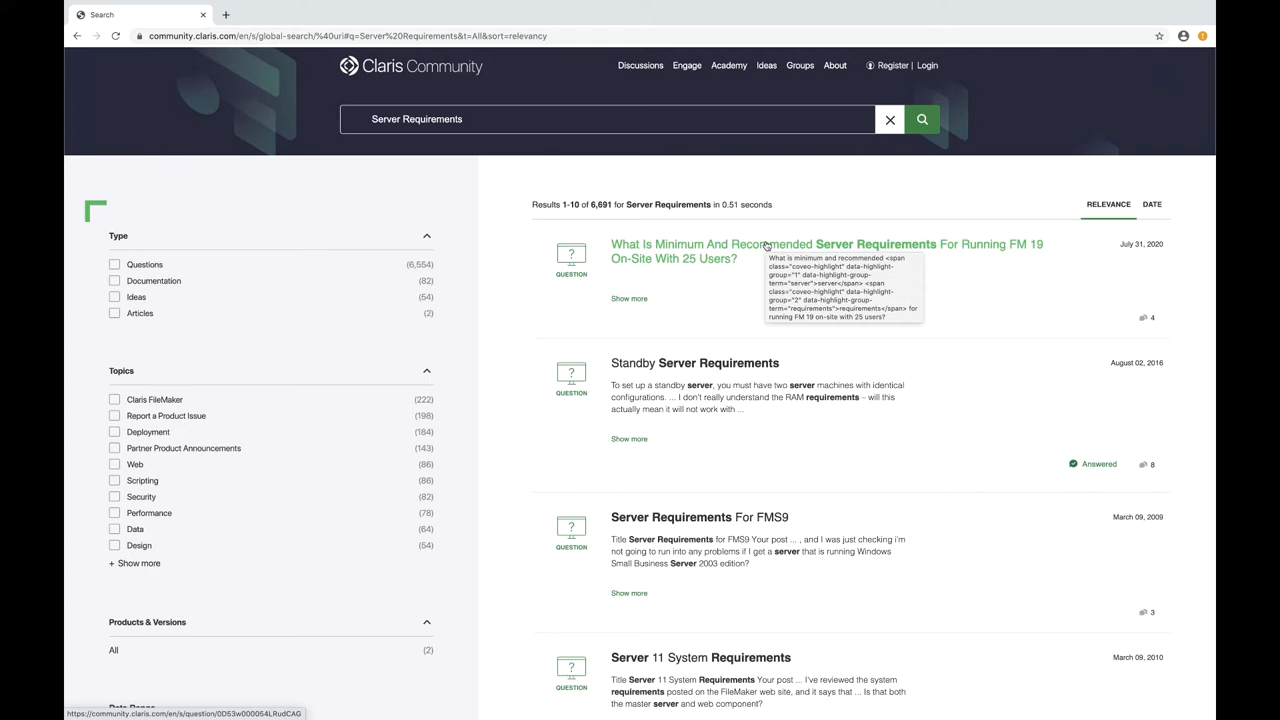 Search
community.claris.com/en/s/global-search/%40uri#q=Server%20Requirements&t=All&sort=relevancy
Claris Community
Discussions Engage Academy Ideas Groups About Register | Login
Server Requirements
Results 1-10 of 6,691 for Server Requirements in 0.51 seconds
RELEVANCE DATE
Type
Questions (6,554)
Documentation (82)
Ideas (54)
Articles (2)
Topics
Claris FileMaker (222)
Report a Product Issue (198)
Deployment (184)
Partner Product Announcements (143)
Web (86)
Scripting (86)
Security (82)
Performance (78)
Data (64)
Design (54)
+ Show more
Products & Versions
All (2)
QUESTION
What Is Minimum And Recommended Server Requirements For Running FM 19
On-Site With 25 Users?
July 31, 2020
What is minimum and recommended <span
class="coveo-highlight" data-highlight-
group="1" data-highlight-group-
term="server">server</span> <span
class="coveo-highlight" data-highlight-
group="2" data-highlight-group-
term="requirements">requirements</span> for
running FM 19 on-site with 25 users?
Show more
4
QUESTION
Standby Server Requirements
August 02, 2016
To set up a standby server, you must have two server machines with identical
configurations. ... I don't really understand the RAM requirements – will this
actually mean it will not work with ...
Show more
Answered 8
QUESTION
Server Requirements For FMS9
March 09, 2009
Title Server Requirements for FMS9 Your post ... , and I was just checking i'm
not going to run into any problems if I get a server that is running Windows
Small Business Server 2003 edition?
Show more
3
QUESTION
Server 11 System Requirements
March 09, 2010
Title Server 11 System Requirements Your post ... I've reviewed the system
requirements posted on the FileMaker web site, and it says that ... Is that both
the master server and web component?
https://community.claris.com/en/s/question/0D53w000054LRudCAG